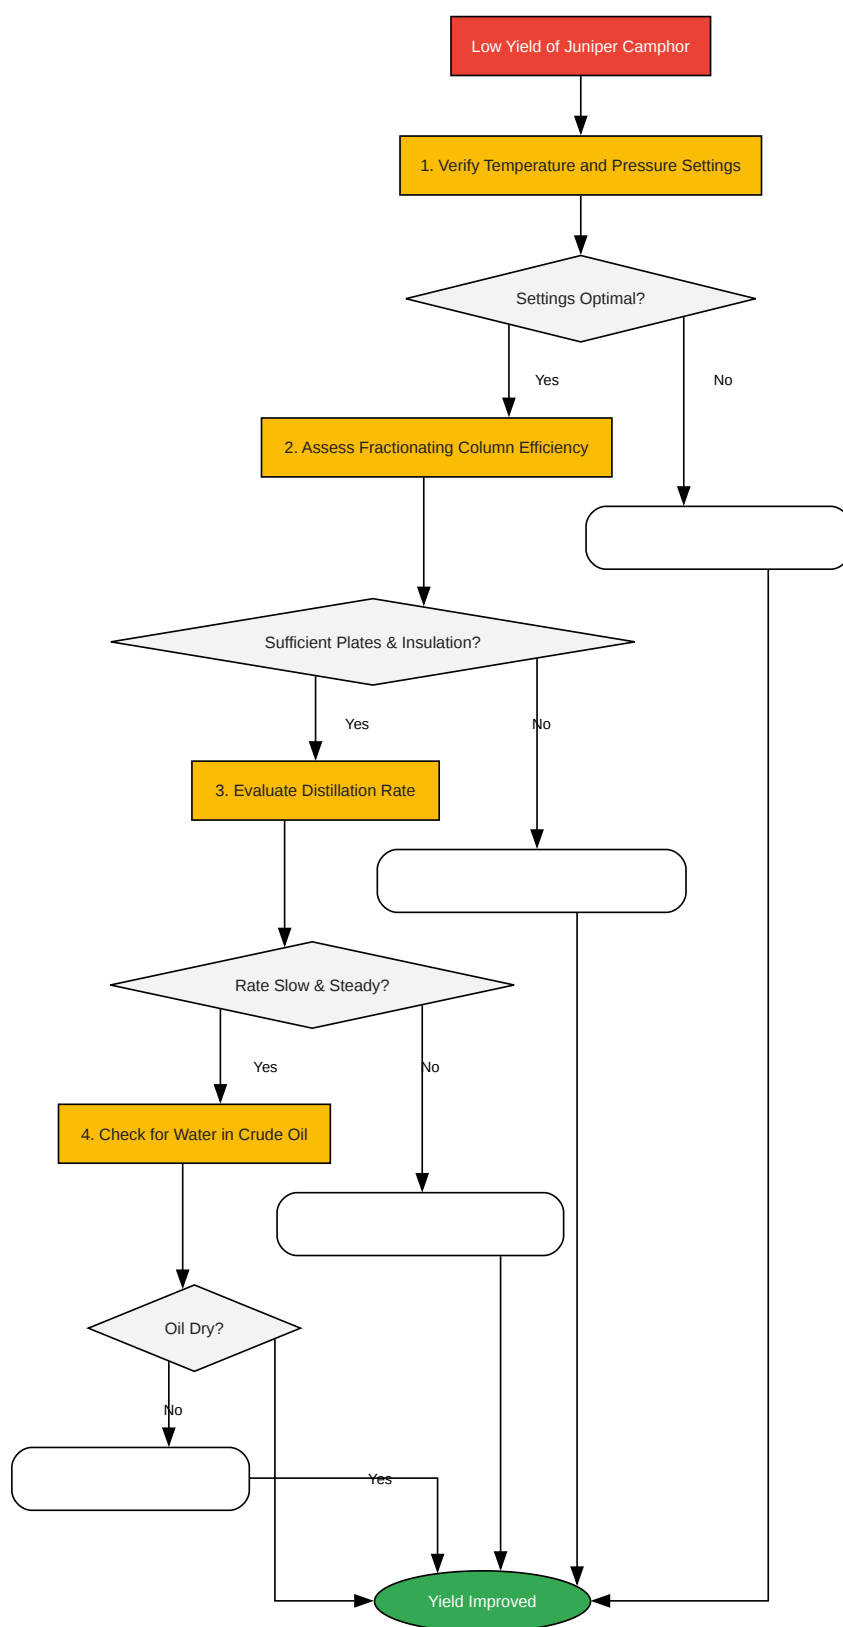 Low Yield of Juniper Camphor
1. Verify Temperature and Pressure Settings
Settings Optimal?
Yes
No
2. Assess Fractionating Column Efficiency
Sufficient Plates & Insulation?
Yes
No
3. Evaluate Distillation Rate
Rate Slow & Steady?
Yes
No
4. Check for Water in Crude Oil
Oil Dry?
No
Yes
Yield Improved